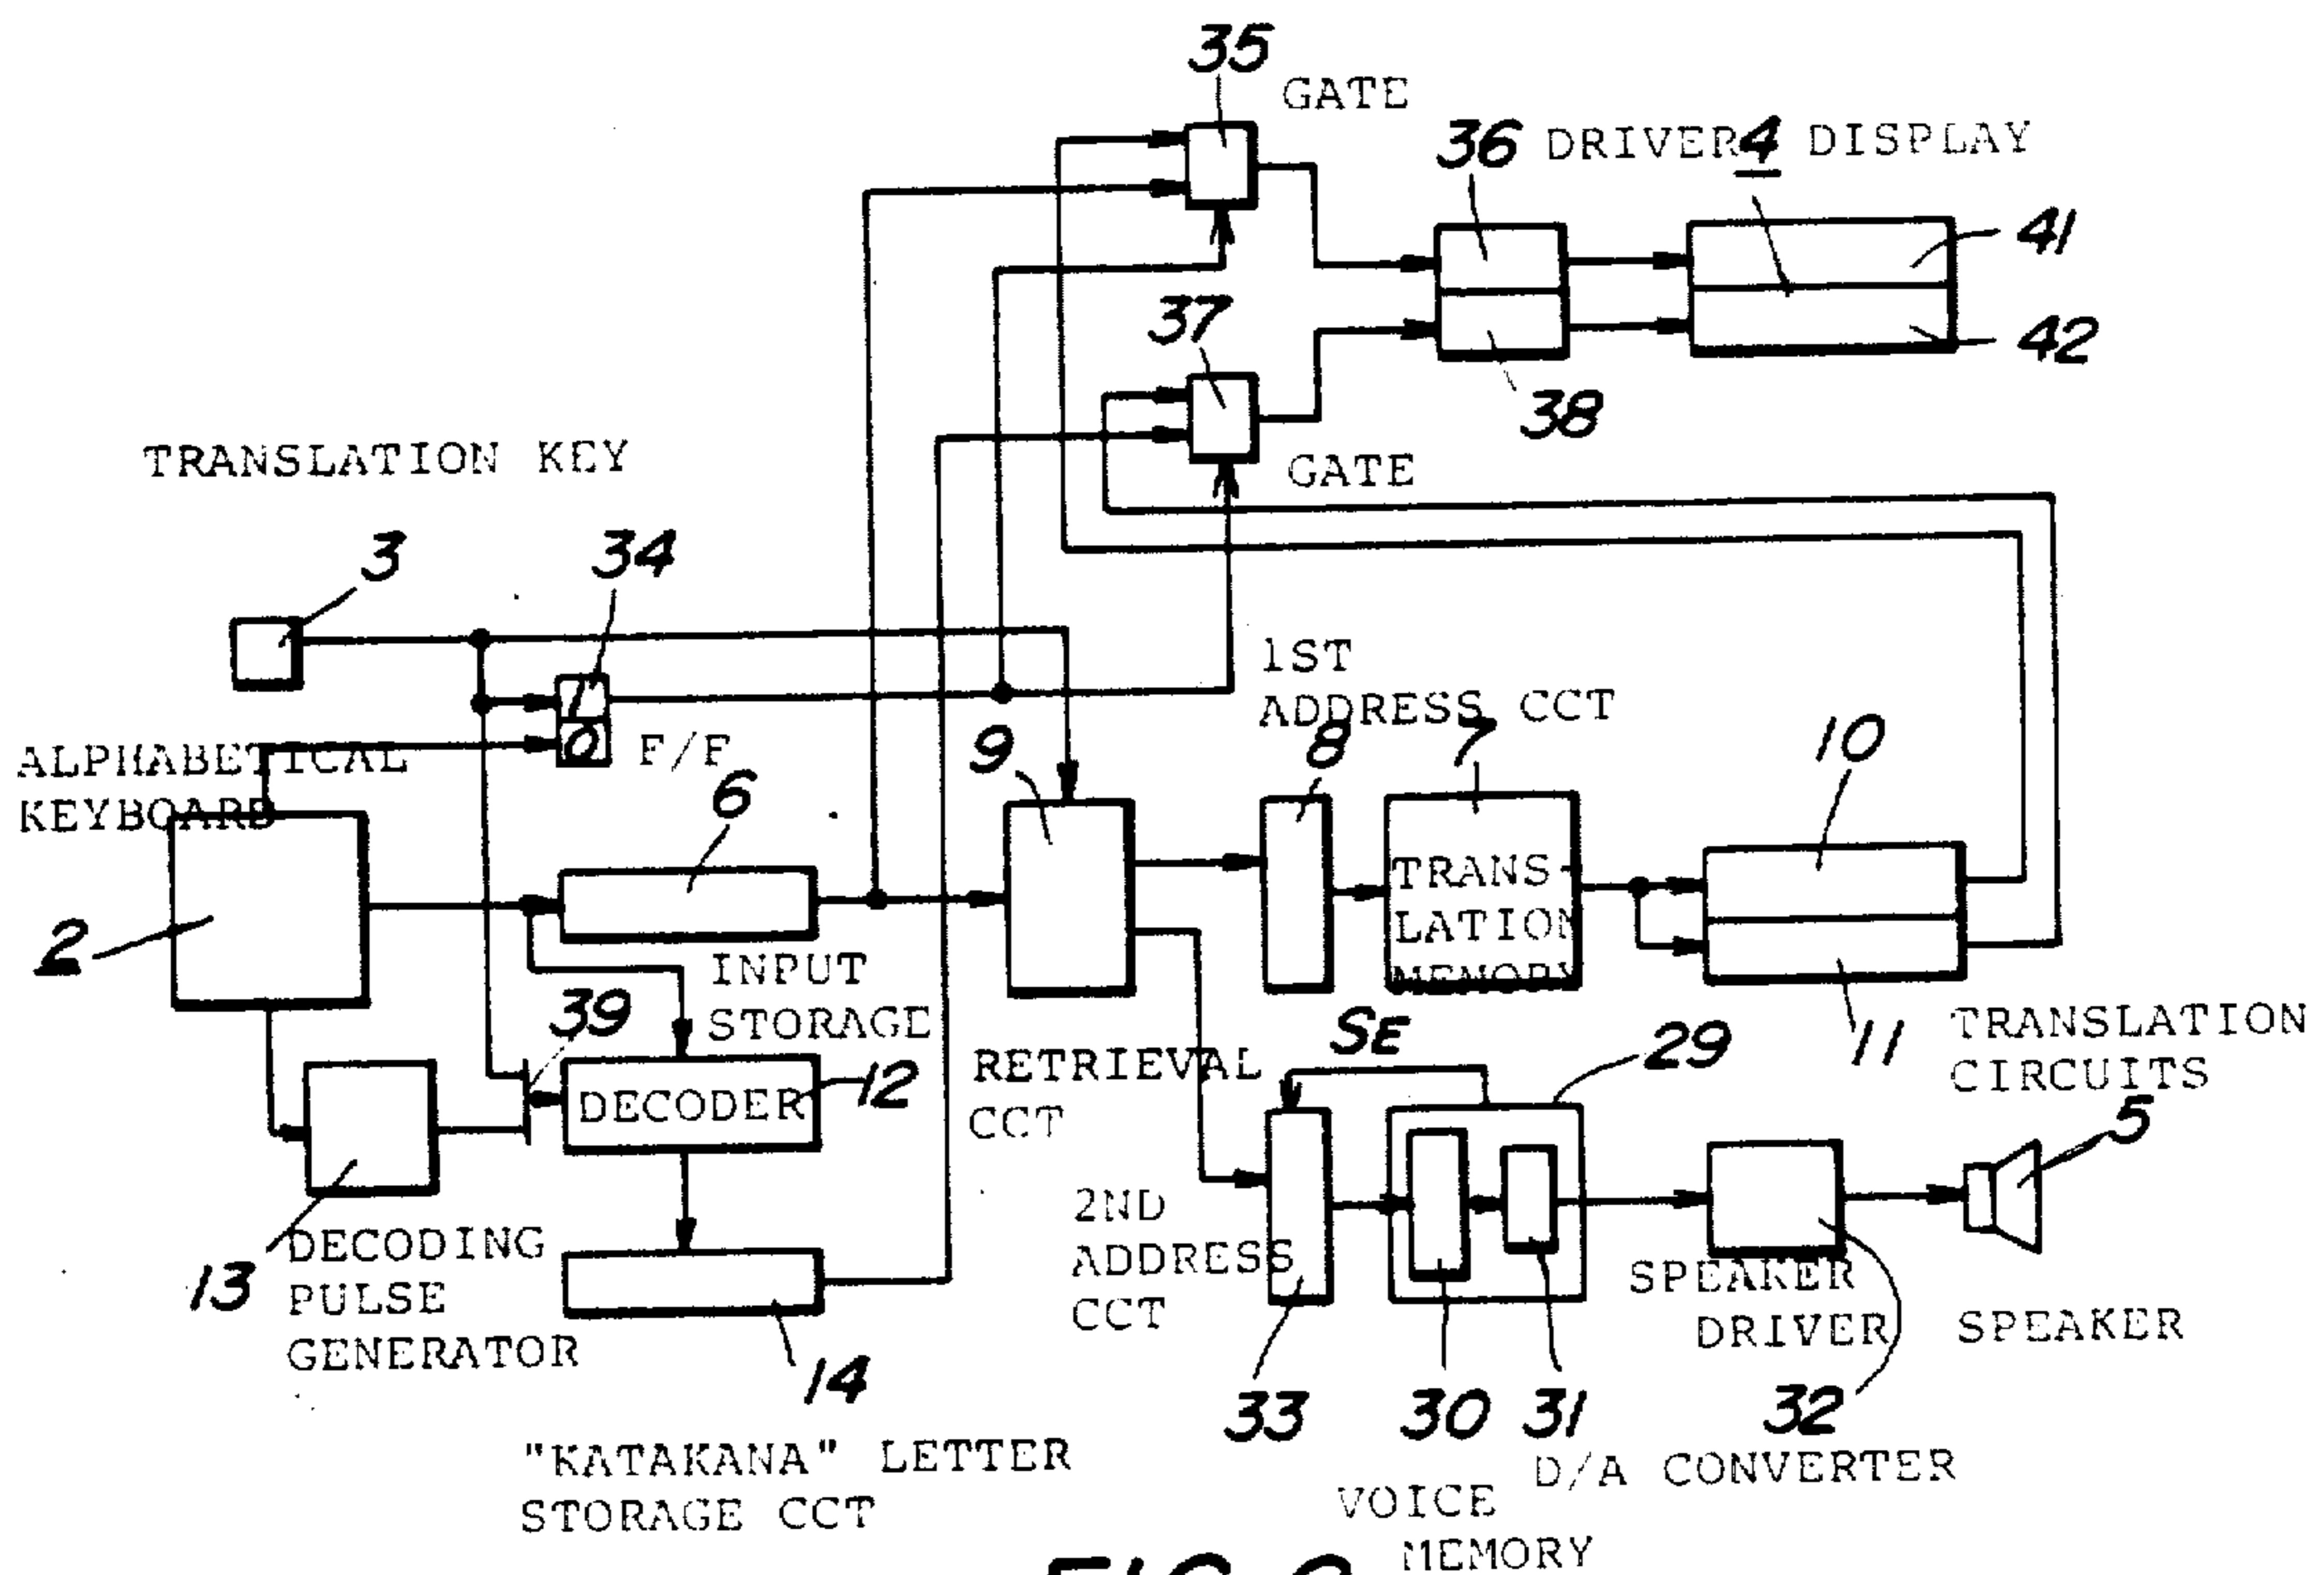 35
GATE
36 DRIVER 4 DISPLAY
41
37
42
38
TRANSLATION KEY
GATE
3
34
1ST
ADDRESS CCT
1
0
F/F
ALPHABETICAL
KEYBOARD
9
8
7
10
6
2
TRANS-
LATION
MEMORY
INPUT
STORAGE
39
SE
29
11
TRANSLATION
CIRCUITS
DECODER
12
RETRIEVAL
CCT
5
13
DECODING
PULSE
GENERATOR
2ND
ADDRESS
CCT
SPEAKER
DRIVER
SPEAKER
14
33
30
31
32
"KATAKANA" LETTER
STORAGE CCT
D/A CONVERTER
VOICE
MEMORY